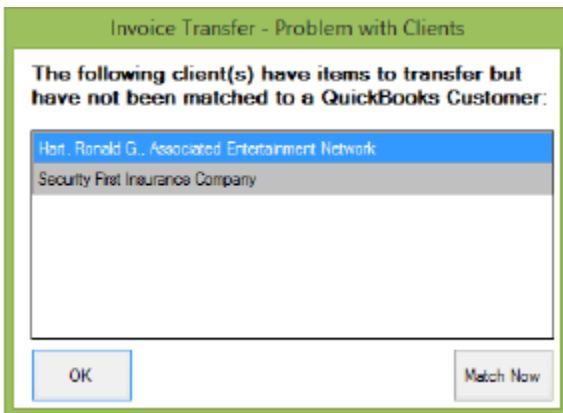 Invoice Transfer - Problem with Clients
The following client(s) have items to transfer but
have not been matched to a QuickBooks Customer:
Hart, Ronald G., Associated Entertainment Network
Security First Insurance Company
OK
Match Now